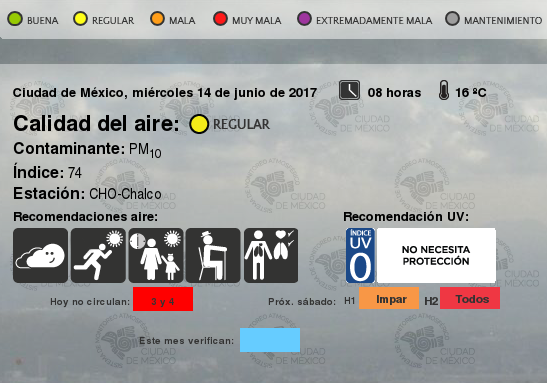 BUENA REGULAR MALA MUY MALA EXTREMADAMENTE MALA MANTENIMIENTO
Ciudad de México, miércoles 14 de junio de 2017 08 horas 16 ºC
Calidad del aire: REGULAR
Contaminante: PM10
Índice: 74
Estación: CHO-Chalco
Recomendaciones aire: Recomendación UV:
ÍNDICE
UV
0
NO NECESITA
PROTECCIÓN
Hoy no circulan: 3 y 4 Próx. sábado: H1 Impar H2 Todos
Este mes verifican:
CIUDAD
DE MÉXICO